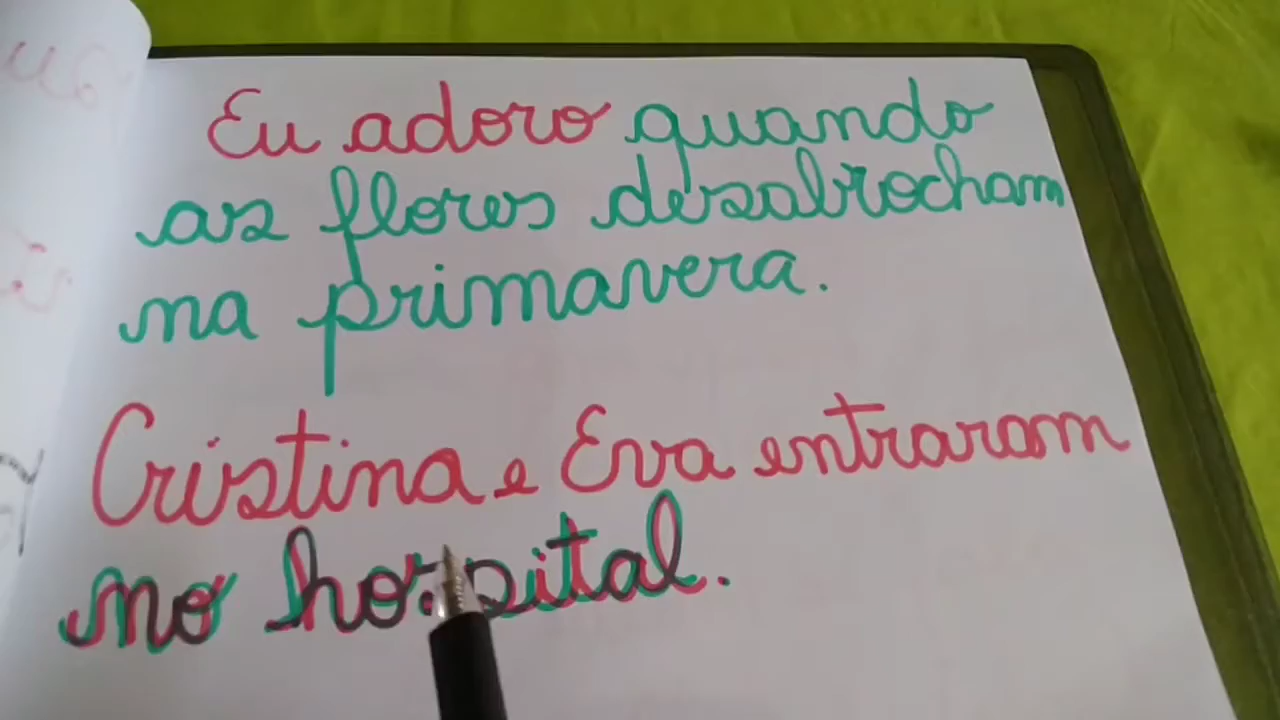 Eu adoro quando
as flores desabrocham
na primavera.
Cristina e Eva entraram
no hospital.